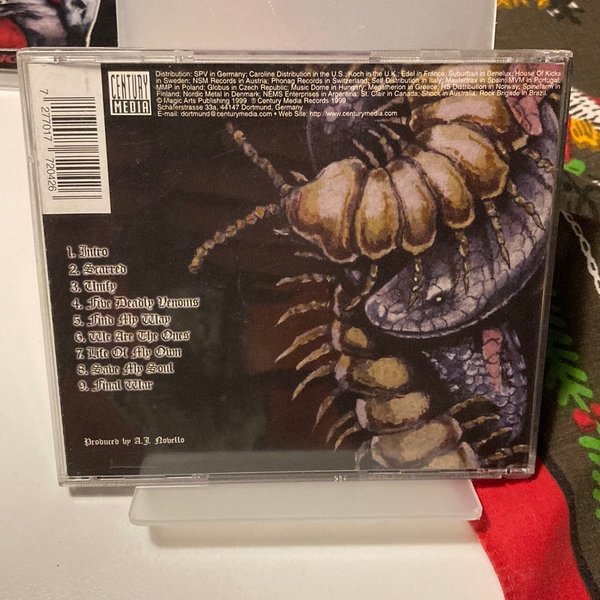 CENTURY
MEDIA
Distribution: SPV in Germany; Caroline Distribution in the U.S.; Koch in the U.K.; Edel in France; Suburban in Benelux; House Of Kicks
in Sweden; NSM Records in Austria; Phonag Records in Switzerland; Self Distribution in Italy; Mastertrax in Spain; MVM in Portugal;
MMP in Poland; Globus in Czech Republic; Music Dome in Hungary; Megatherion in Greece; HS Distribution in Norway; Spinefarm in
Finland; Nordic Metal in Denmark; NEMS Enterprises in Argentina; St. Clair in Canada; Shock in Australia; Rock Brigade in Brazil.
© Magic Arts Publishing 1999 ℗ Century Media Records 1999
Schäferstrasse 33a, 44147 Dortmund, Germany
E-mail: dortmund@centurymedia.com • Web Site: http://www.centurymedia.com
7 27701 7 720426
1. Intro
2. Scarred
3. Unify
4. Five Deadly Venoms
5. Find My Way
6. We Are The Ones
7. Life Of My Own
8. Save My Soul
9. Final War
Produced by A.J. Novello